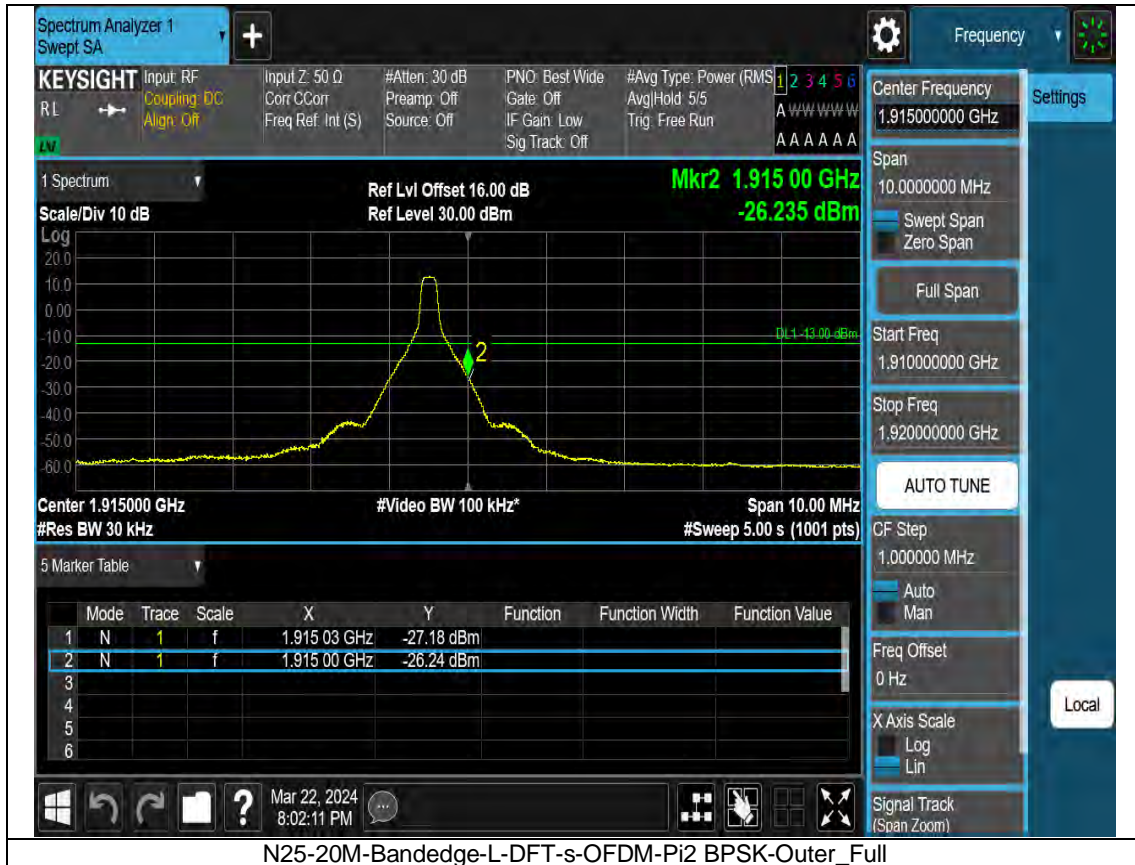 Spectrum Analyzer 1
Swept SA
+
Frequency
KEYSIGHT
RL
Input: RF
Coupling: DC
Align: Off
Input Z: 50 Ω
Corr CCorr
Freq Ref: Int (S)
#Atten: 30 dB
Preamp: Off
Source: Off
PNO: Best Wide
Gate: Off
IF Gain: Low
Sig Track: Off
#Avg Type: Power (RMS
Avg|Hold: 5/5
Trig: Free Run
1 2 3 4 5 6
A W W W W W
A A A A A A
1 Spectrum
Scale/Div 10 dB
Ref Lvl Offset 16.00 dB
Ref Level 30.00 dBm
Mkr2 1.915 00 GHz
-26.235 dBm
Log
20.0
10.0
0.00
-10.0
-20.0
-30.0
-40.0
-50.0
-60.0
DL1 -13.00 dBm
2
Center 1.915000 GHz
#Res BW 30 kHz
#Video BW 100 kHz*
Span 10.00 MHz
#Sweep 5.00 s (1001 pts)
5 Marker Table
Mode Trace Scale X Y Function Function Width Function Value
1 N 1 f 1.915 03 GHz -27.18 dBm
2 N 1 f 1.915 00 GHz -26.24 dBm
3
4
5
6
Mar 22, 2024
8:02:11 PM
?
Center Frequency
1.915000000 GHz
Settings
Span
10.0000000 MHz
Swept Span
Zero Span
Full Span
Start Freq
1.910000000 GHz
Stop Freq
1.920000000 GHz
AUTO TUNE
CF Step
1.000000 MHz
Auto
Man
Freq Offset
0 Hz
X Axis Scale
Log
Lin
Local
Signal Track
(Span Zoom)
N25-20M-Bandedge-L-DFT-s-OFDM-Pi2 BPSK-Outer_Full